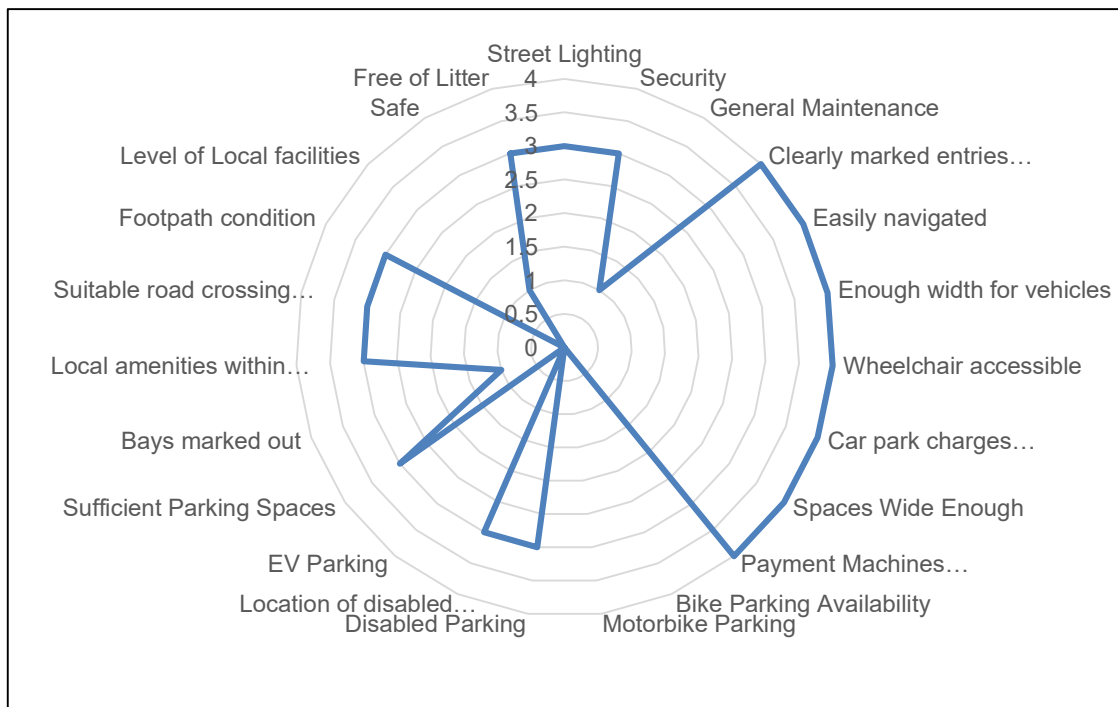 Street Lighting
Security
General Maintenance
Clearly marked entries…
Easily navigated
Enough width for vehicles
Wheelchair accessible
Car park charges…
Spaces Wide Enough
Payment Machines…
Bike Parking Availability
Motorbike Parking
Disabled Parking
Location of disabled…
EV Parking
Sufficient Parking Spaces
Bays marked out
Local amenities within…
Suitable road crossing…
Footpath condition
Level of Local facilities
Safe
Free of Litter
4
3.5
3
2.5
2
1.5
1
0.5
0